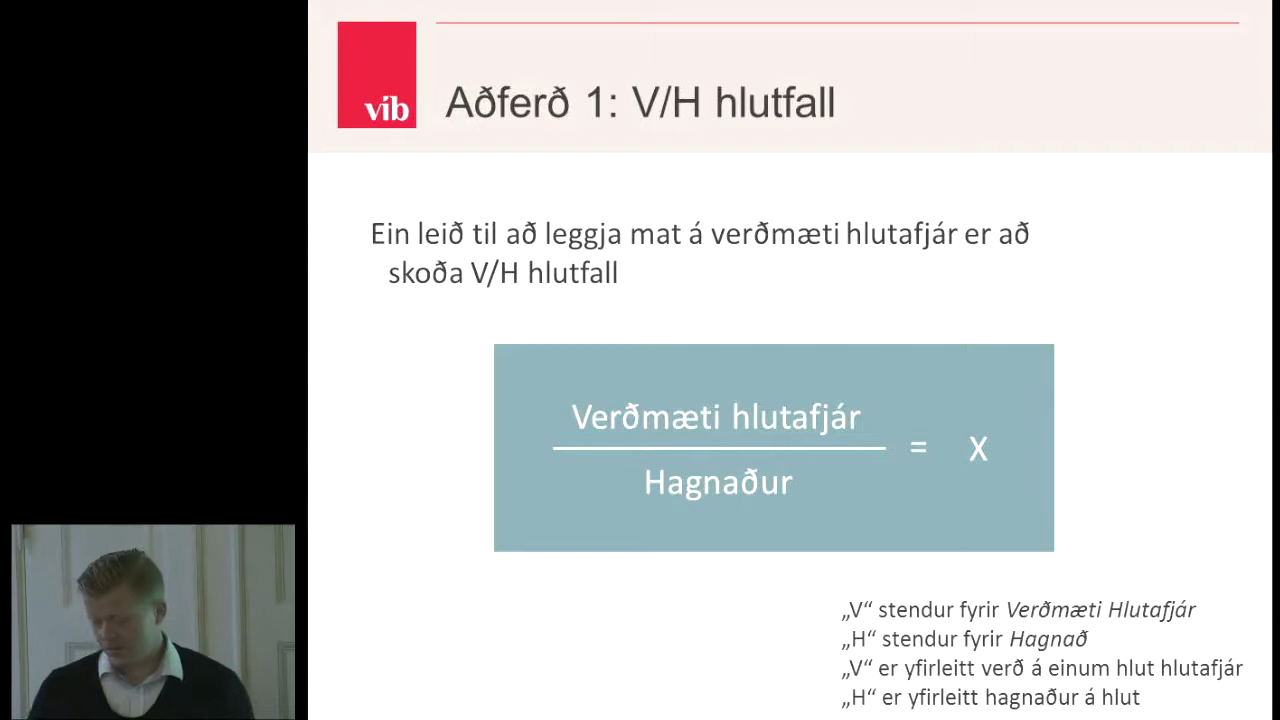 víb
Aðferð 1: V/H hlutfall
Ein leið til að leggja mat á verðmæti hlutafjár er að
skoða V/H hlutfall
Verðmæti hlutafjár
Hagnaður
= X
„V“ stendur fyrir Verðmæti Hlutafjár
„H“ stendur fyrir Hagnað
„V“ er yfirleitt verð á einum hlut hlutafjár
„H“ er yfirleitt hagnaður á hlut